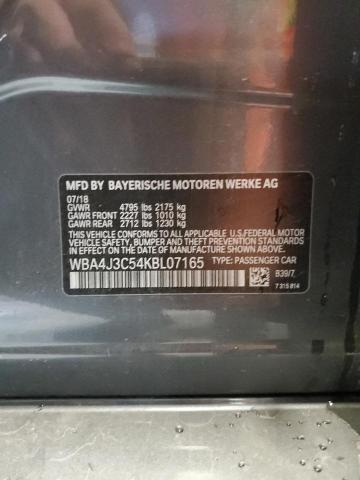 MFD BY BAYERISCHE MOTOREN WERKE AG
07/18
GVWR 4795 lbs 2175 kg
GAWR FRONT 2227 lbs 1010 kg
GAWR REAR 2712 lbs 1230 kg
THIS VEHICLE CONFORMS TO ALL APPLICABLE U.S.FEDERAL MOTOR
VEHICLE SAFETY, BUMPER AND THEFT PREVENTION STANDARDS
IN EFFECT ON THE DATE OF MANUFACTURE SHOWN ABOVE.
WBA4J3C54KBL07165 TYPE: PASSENGER CAR
B39/7
7 315 814